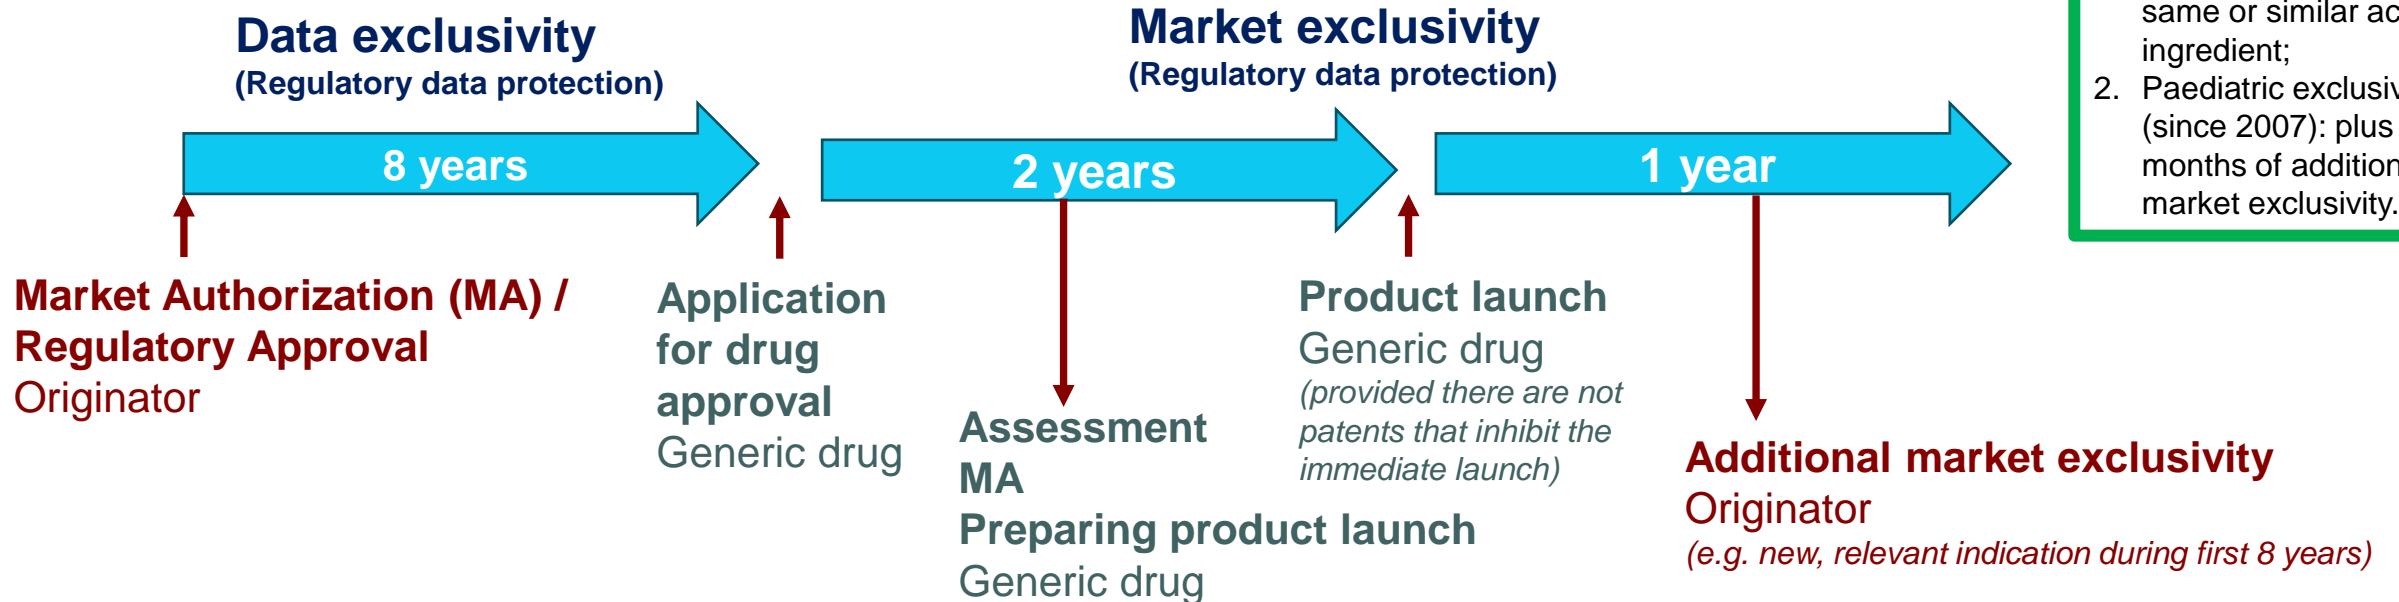 Data exclusivity
(Regulatory data protection)
Market exclusivity
(Regulatory data protection)
same or similar
ingredient;
2. Paediatric
(since 2007): plus
months of
market exclusivity.
8 years
2 years
1 year
Market Authorization (MA) /
Regulatory Approval
Originator
Application
for drug
approval
Generic drug
Assessment
MA
Preparing product launch
Generic drug
Product launch
Generic drug
(provided there are not
patents that inhibit the
immediate launch)
Additional market exclusivity
Originator
(e.g. new, relevant indication during first 8 years)